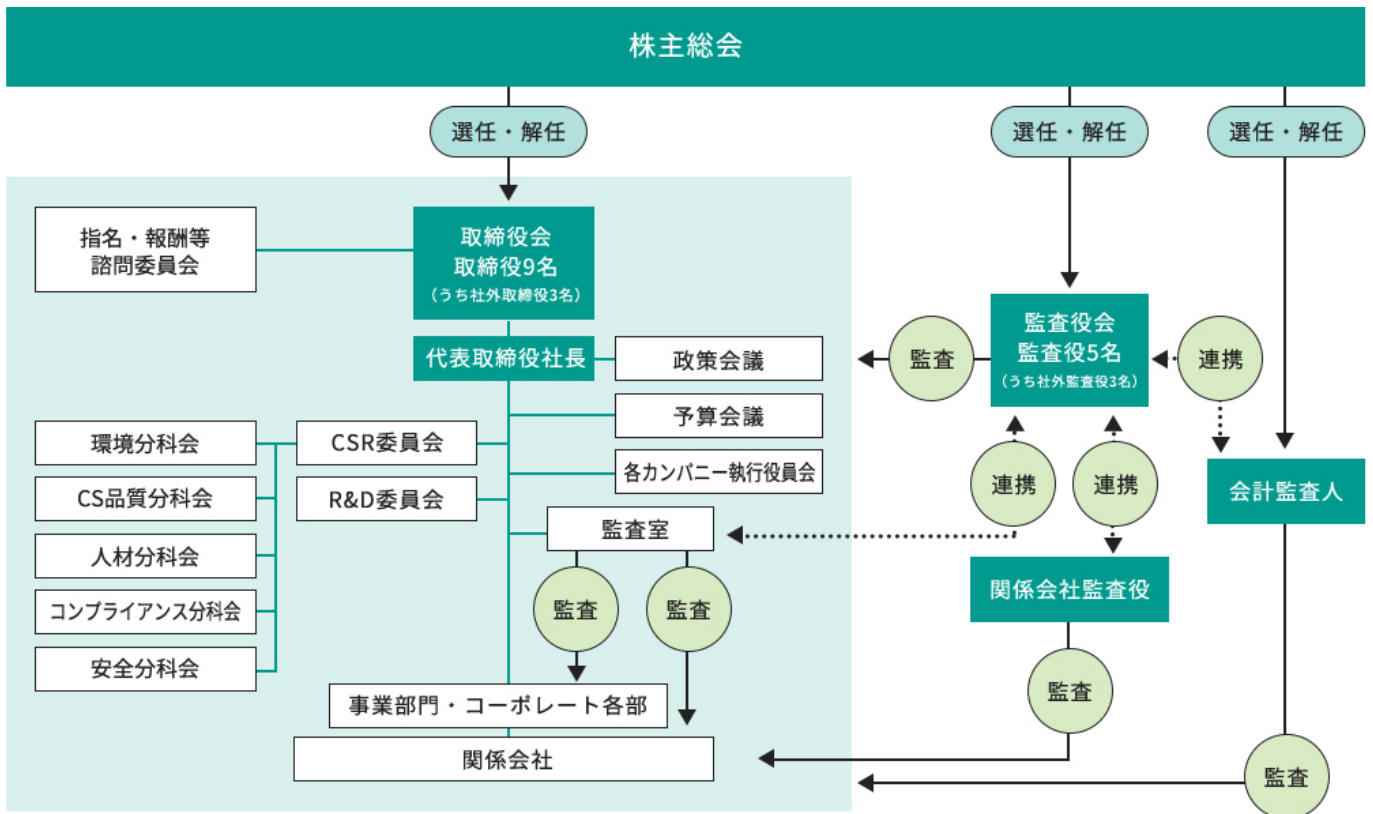 株主総会
選任・解任
選任・解任
選任・解任
指名・報酬等
諮問委員会
取締役会
取締役9名
（うち社外取締役3名）
監査役会
監査役5名
（うち社外監査役3名）
監査
連携
代表取締役社長
政策会議
予算会議
各カンパニー執行役員会
環境分科会
CSR委員会
CS品質分科会
R&D委員会
人材分科会
コンプライアンス分科会
安全分科会
監査室
連携
連携
会計監査人
監査
監査
関係会社監査役
事業部門・コーポレート各部
関係会社
監査
監査